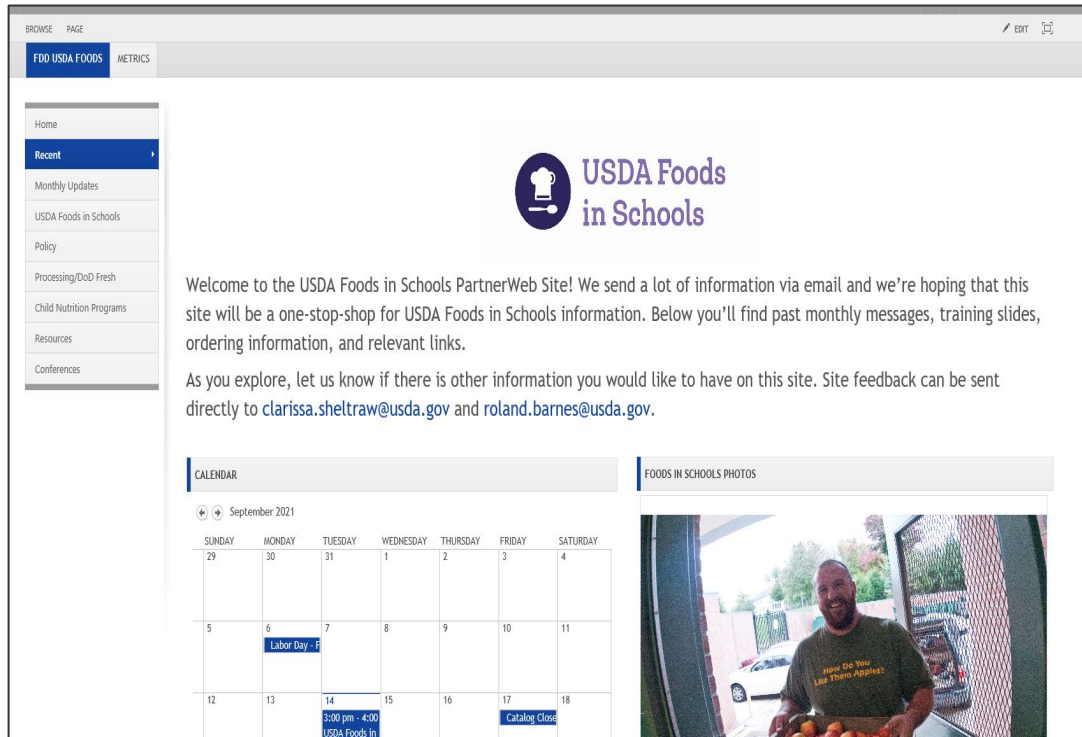 BROWSE PAGE EDIT
FDD USDA FOODS METRICS
Home
Recent
Monthly Updates
USDA Foods in Schools
Policy
Processing/DoD Fresh
Child Nutrition Programs
Resources
Conferences
USDA Foods
in Schools
Welcome to the USDA Foods in Schools PartnerWeb Site! We send a lot of information via email and we're hoping that this
site will be a one-stop-shop for USDA Foods in Schools information. Below you'll find past monthly messages, training slides,
ordering information, and relevant links.
As you explore, let us know if there is other information you would like to have on this site. Site feedback can be sent
directly to clarissa.sheltraw@usda.gov and roland.barnes@usda.gov.
CALENDAR
September 2021
SUNDAY MONDAY TUESDAY WEDNESDAY THURSDAY FRIDAY SATURDAY
29 30 31 1 2 3 4
5 6 7 8 9 10 11
Labor Day - F
12 13 14 15 16 17 18
3:00 pm - 4:00 Catalog Close
USDA Foods in
FOODS IN SCHOOLS PHOTOS
How Do You
Like Them Apples?